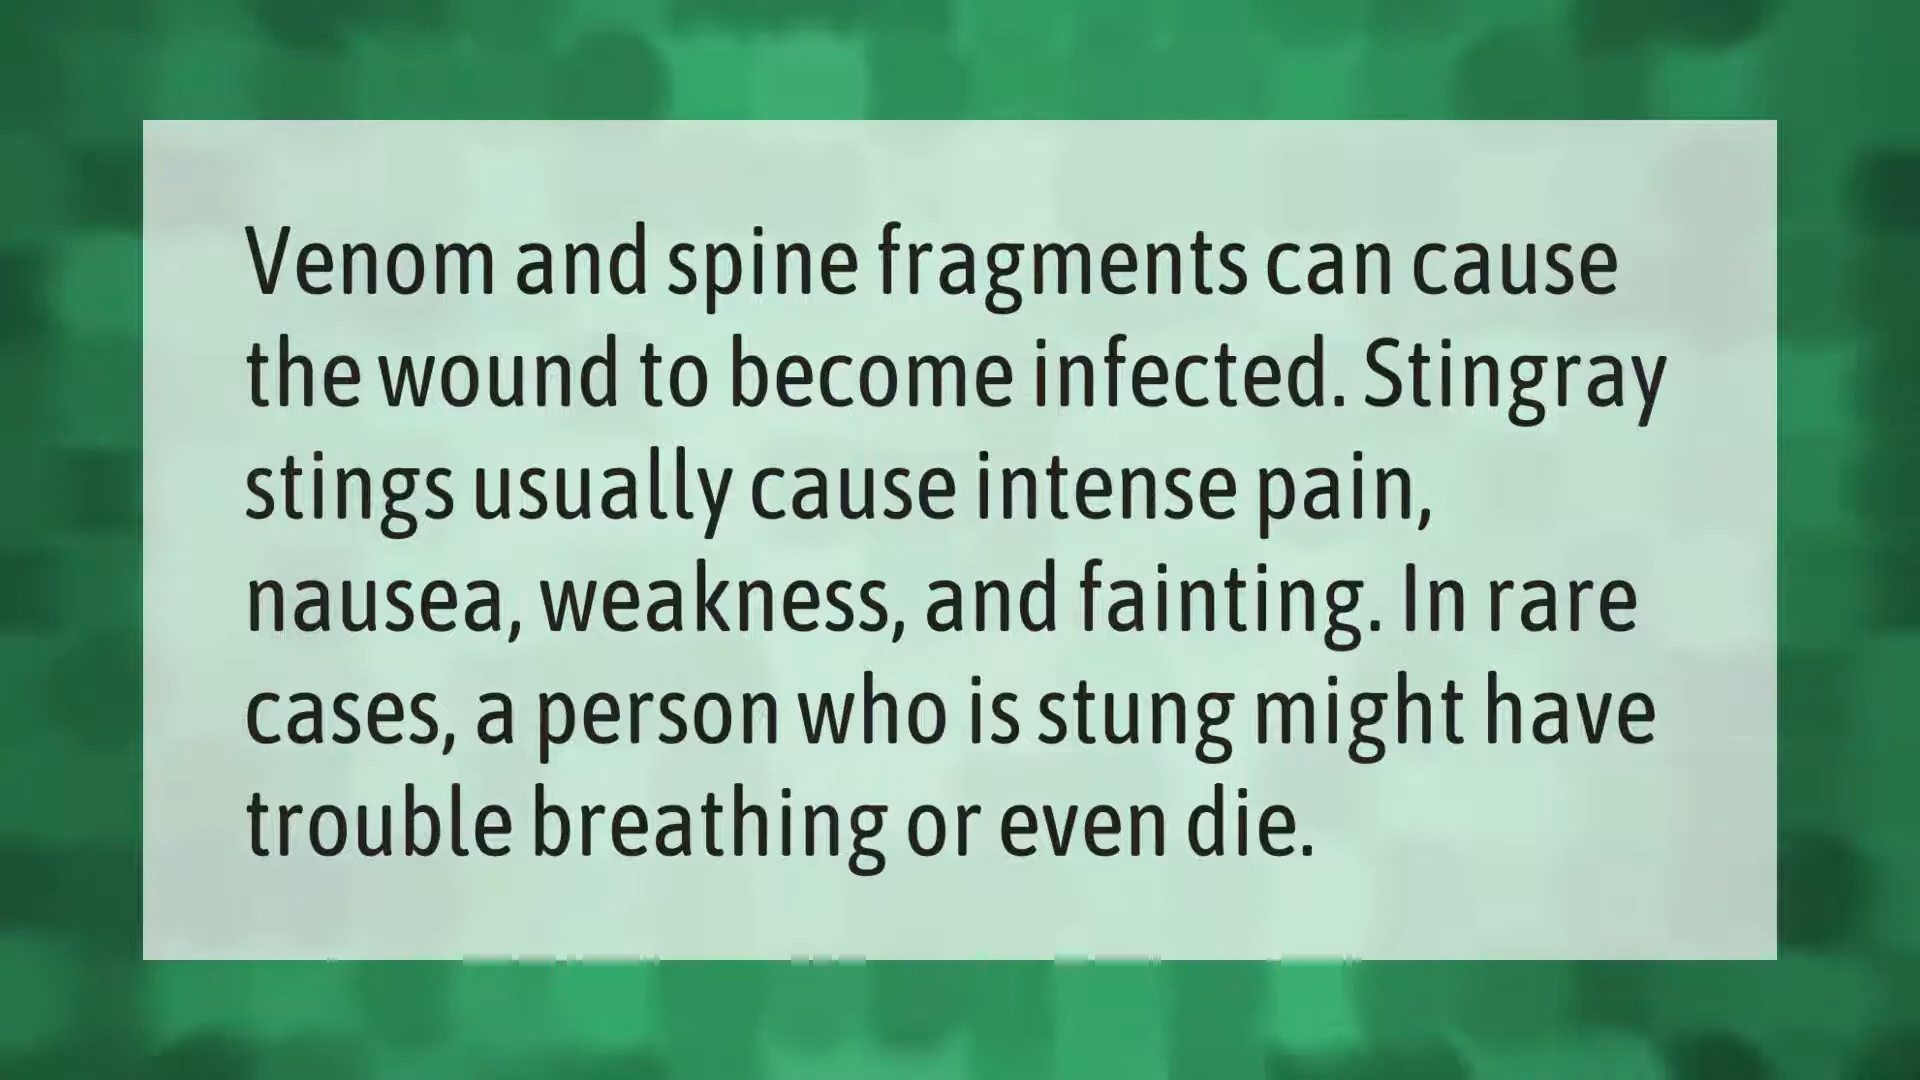 Venom and spine fragments can cause
the wound to become infected. Stingray
stings usually cause intense pain,
nausea, weakness, and fainting. In rare
cases, a person who is stung might have
trouble breathing or even die.